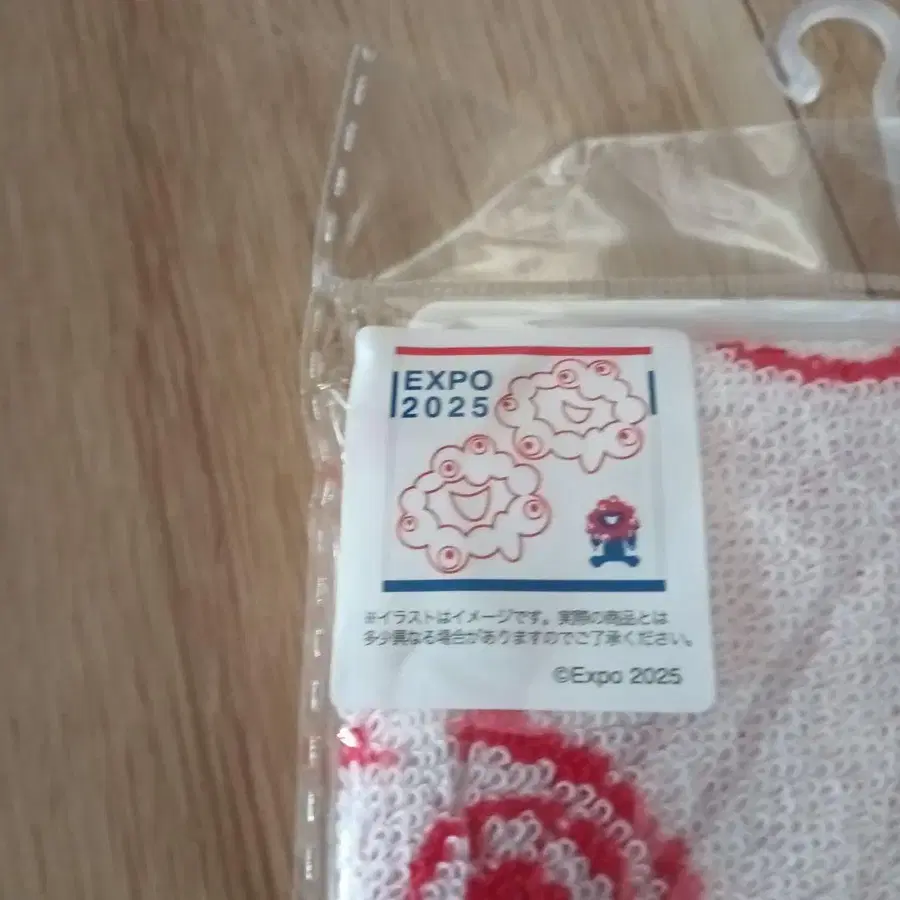 EXPO
2025
※イラストはイメージです。実際の商品とは
多少異なる場合がありますのでご了承ください。
©Expo 2025